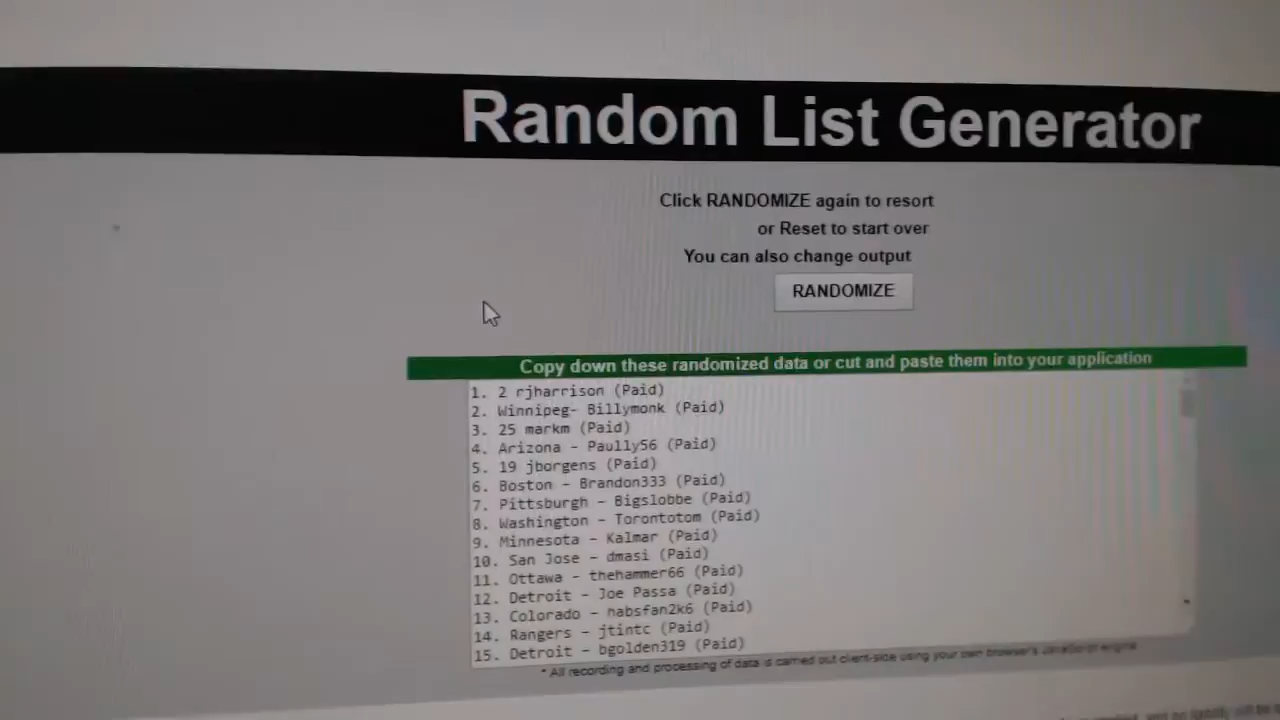 Random List Generator
Click RANDOMIZE again to resort
or Reset to start over
You can also change output
RANDOMIZE
Copy down these randomized data or cut and paste them into your application
1. 2 rjharrison (Paid)
2. Winnipeg- Billymonk (Paid)
3. 25 markm (Paid)
4. Arizona - Paully56 (Paid)
5. 19 jborgens (Paid)
6. Boston - Brandon333 (Paid)
7. Pittsburgh - Bigslobbe (Paid)
8. Washington - Torontotom (Paid)
9. Minnesota - Kalmar (Paid)
10. San Jose - dmasi (Paid)
11. Ottawa - thehammer66 (Paid)
12. Detroit - Joe Passa (Paid)
13. Colorado - habsfan2k6 (Paid)
14. Rangers - jtintc (Paid)
15. Detroit - bgolden319 (Paid)
* All recording and processing of data is carried out client-side using your own browser's JavaScript engine